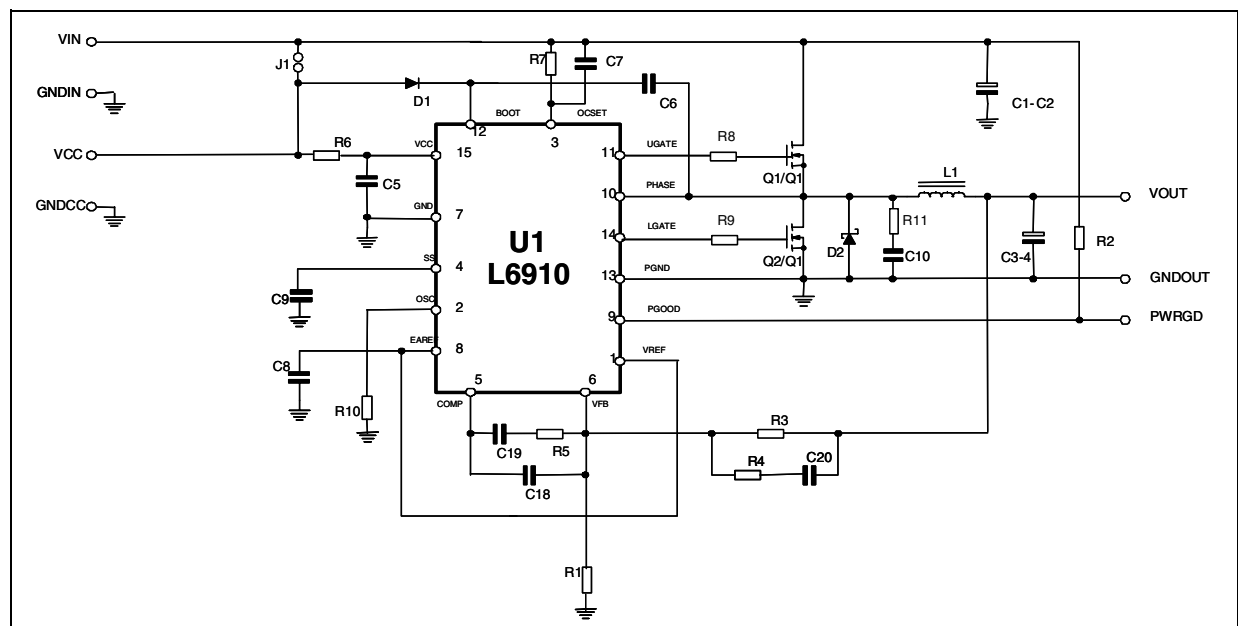 VIN
J1
R7
C7
GNDIN
D1
C6
C1-C2
BOOT
OCSET
12
3
VCC
R6
VCC
15
11
UGATE
R8
C5
Q1/Q1
L1
10
PHASE
VOUT
GNDCC
GND
7
14
LGATE
R9
R11
D2
C10
C3-4
R2
U1
L6910
Q2/Q1
SS
4
13
PGND
GNDOUT
C9
OSC
2
9
PGOOD
PWRGD
EAREF
8
1
VREF
C8
5
6
R10
COMP
VFB
C19
R5
R3
R4
C20
C18
R1